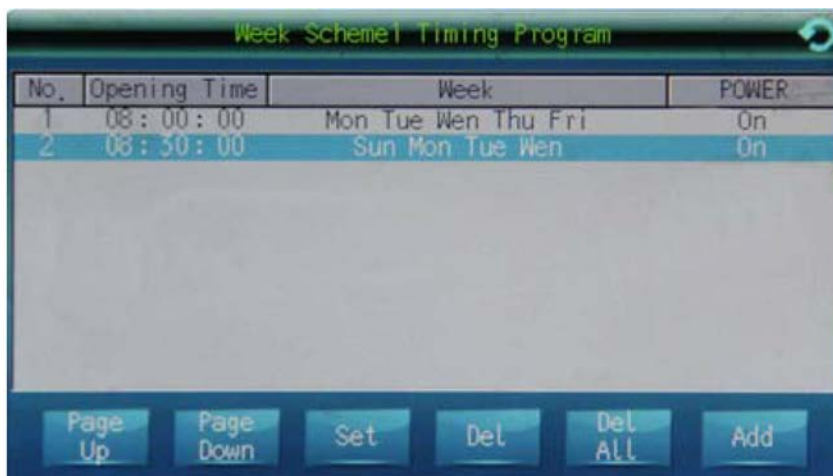 Week Scheme1 Timing Program
No. Opening Time Week POWER
1 08:00:00 Mon Tue Wen Thu Fri On
2 08:30:00 Sun Mon Tue Wen On
Page Up Page Down Set Del Del All Add